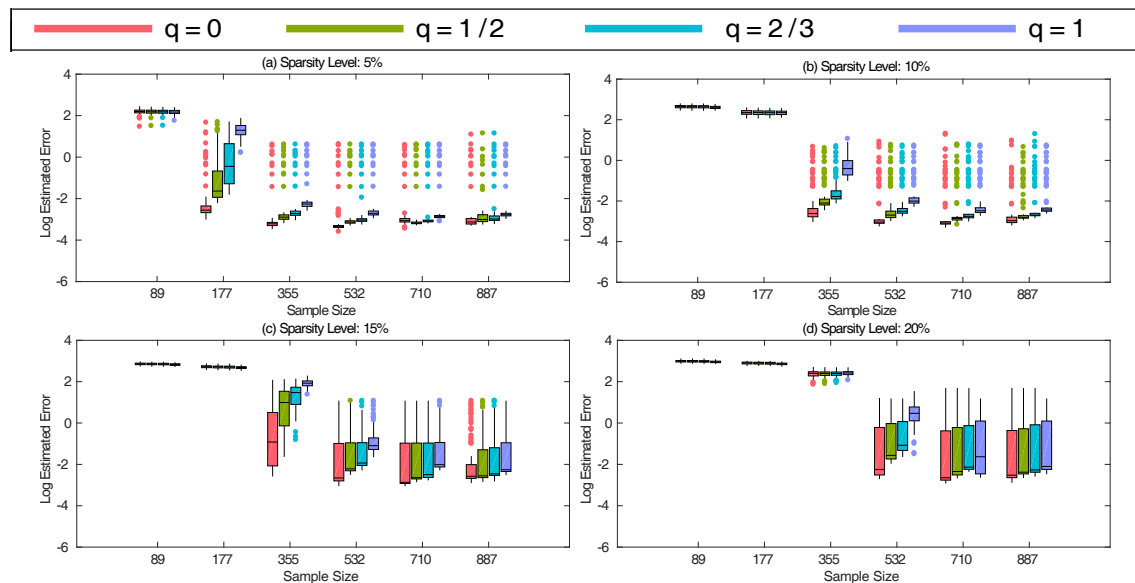 q = 0 q = 1 / 2 q = 2 / 3 q = 1
(a) Sparsity Level: 5%
Log Estimated Error
4
2
0
-2
-4
-6
89 177 355 532 710 887
Sample Size
(b) Sparsity Level: 10%
Log Estimated Error
4
2
0
-2
-4
-6
89 177 355 532 710 887
Sample Size
(c) Sparsity Level: 15%
Log Estimated Error
4
2
0
-2
-4
-6
89 177 355 532 710 887
Sample Size
(d) Sparsity Level: 20%
Log Estimated Error
4
2
0
-2
-4
-6
89 177 355 532 710 887
Sample Size